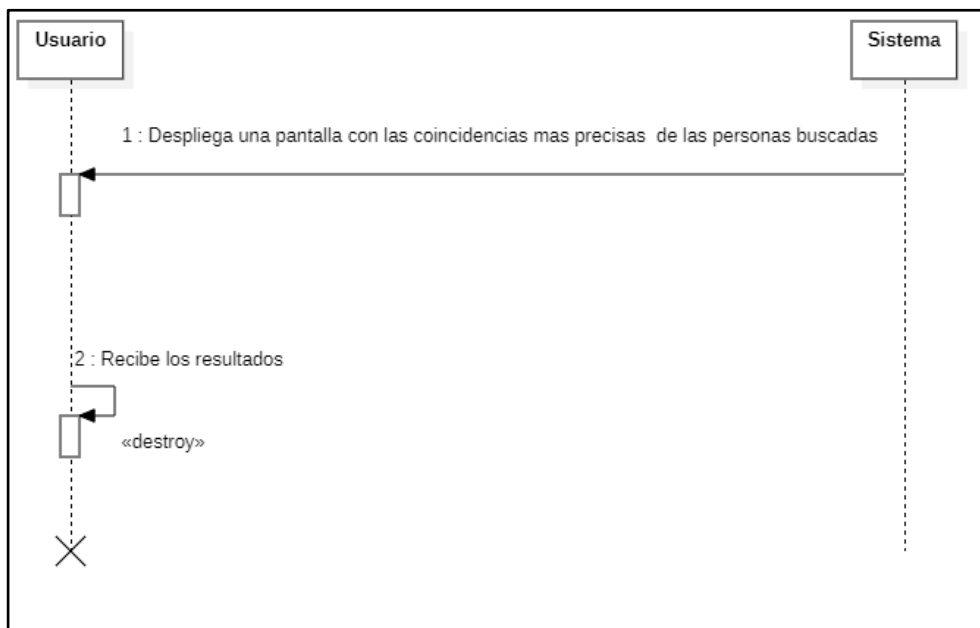 Usuario
Sistema
1 : Despliega una pantalla con las coincidencias mas precisas  de las personas buscadas
2 : Recibe los resultados
«destroy»